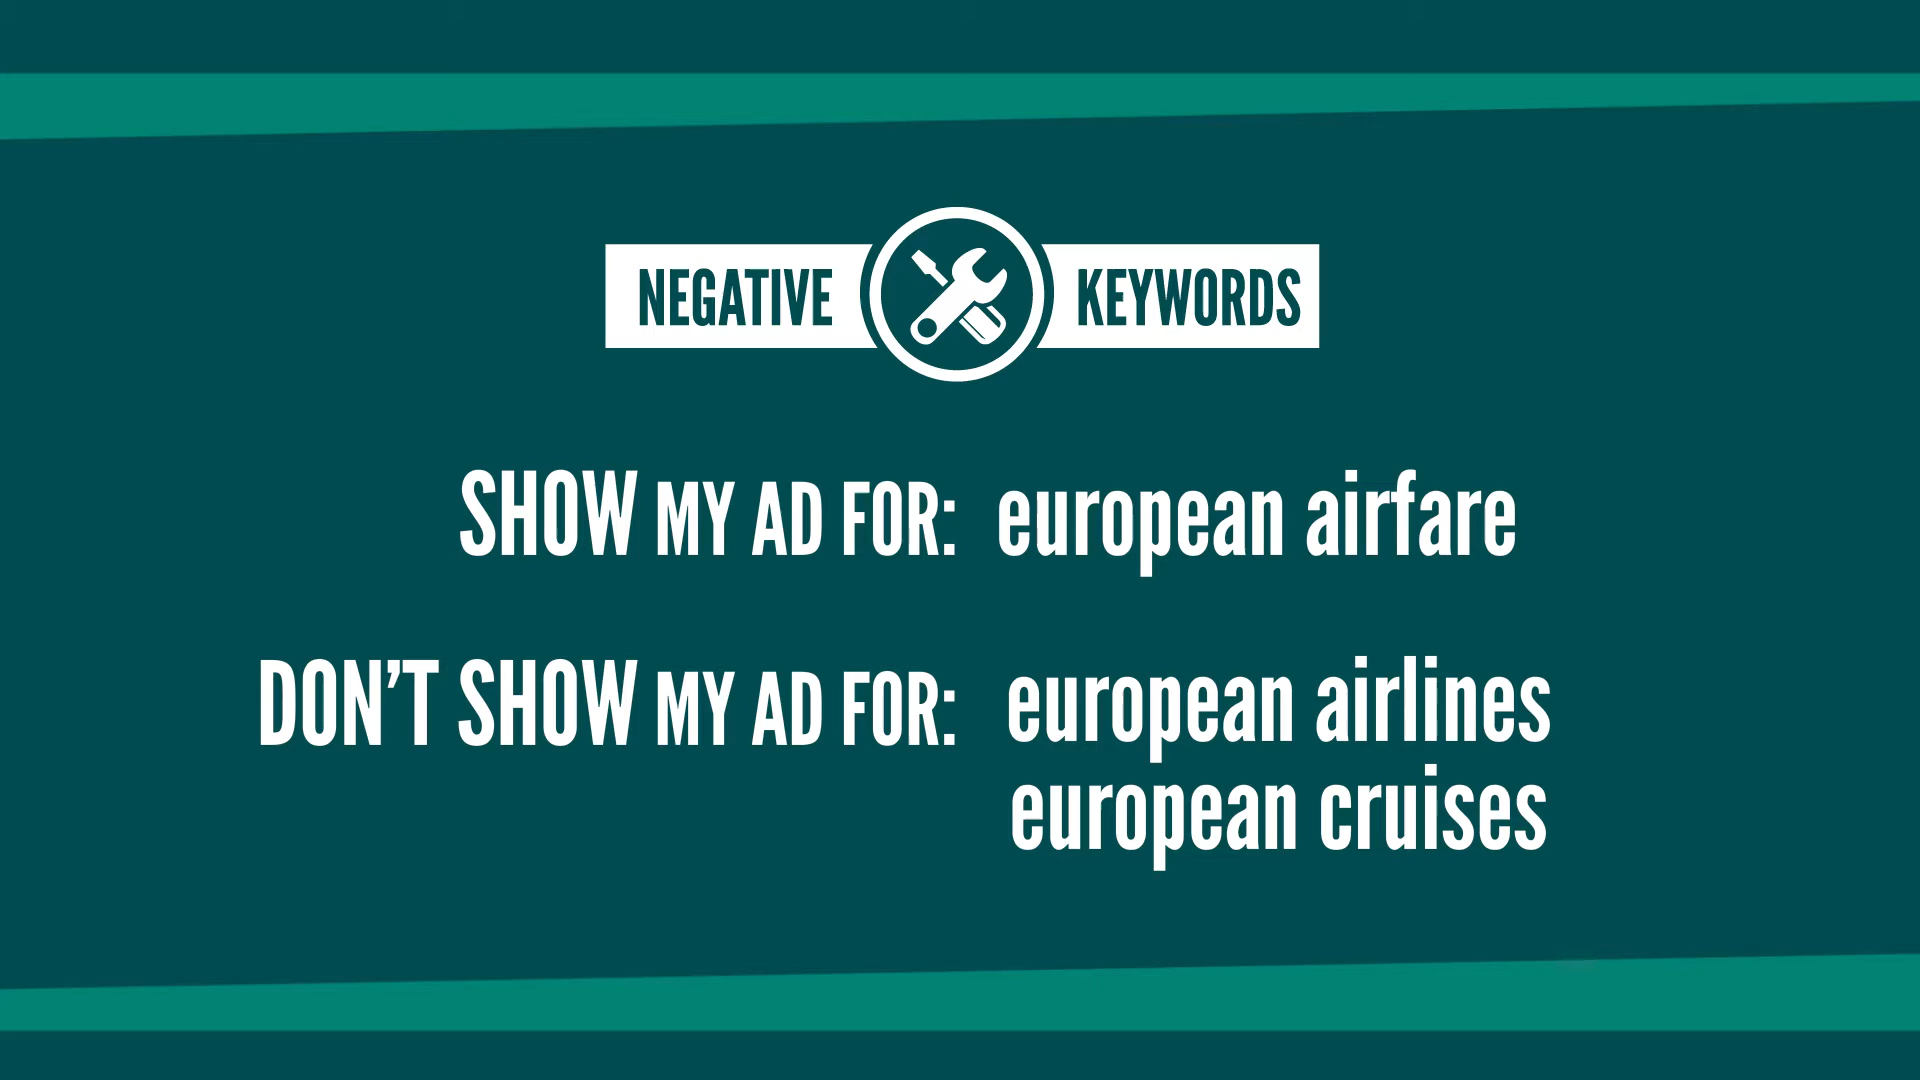 NEGATIVE KEYWORDS
SHOW MY AD FOR: european airfare
DON'T SHOW MY AD FOR: european airlines
european cruises